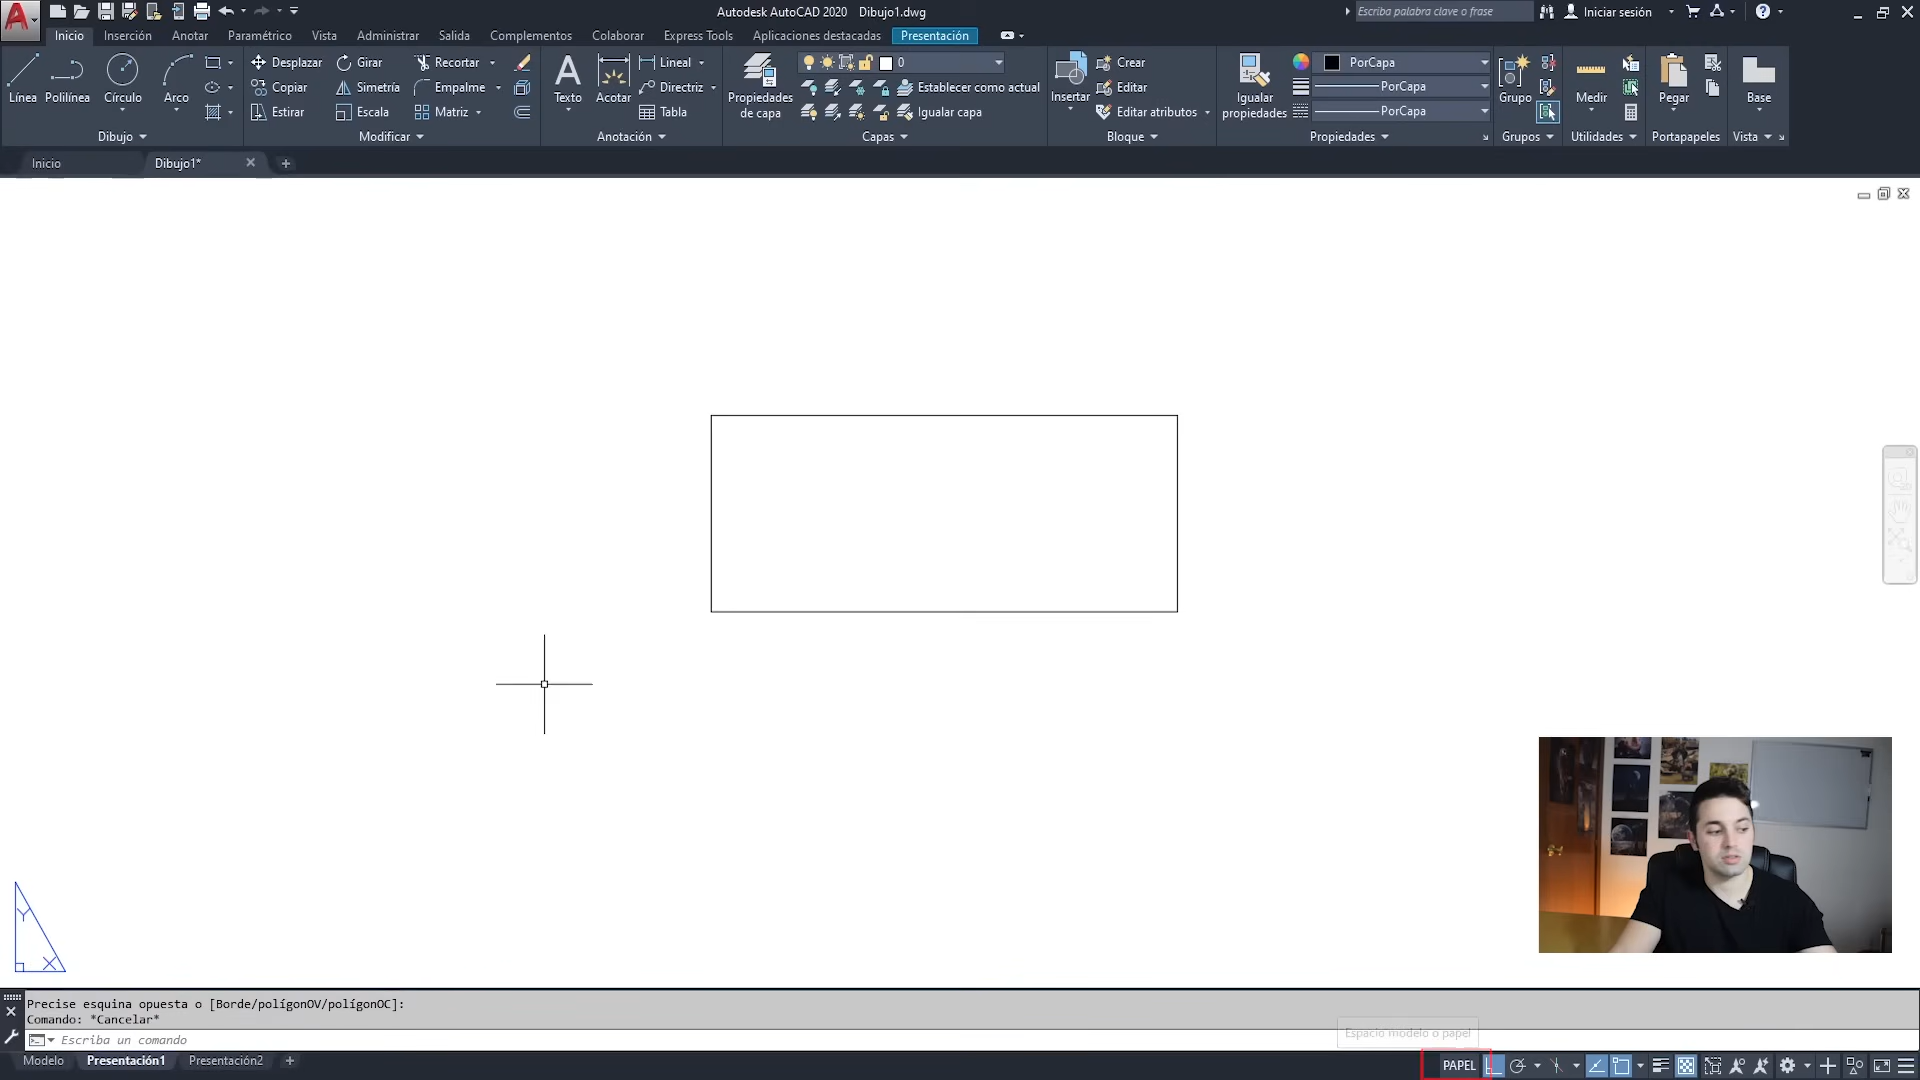 Autodesk AutoCAD 2020 Dibujo1.dwg
Escriba palabra clave o frase
Iniciar sesión
Inicio Inserción Anotar Paramétrico Vista Administrar Salida Complementos Colaborar Express Tools Aplicaciones destacadas Presentación
Línea Polilínea Círculo Arco
Dibujo
Desplazar Girar Recortar
Copiar Simetría Empalme
Estirar Escala Matriz
Modificar
Texto Acotar
Lineal
Directriz
Tabla
Anotación
Propiedades
de capa
0
Establecer como actual
Igualar capa
Capas
Insertar
Crear
Editar
Editar atributos
Bloque
Igualar
propiedades
PorCapa
PorCapa
PorCapa
Propiedades
Grupo
Grupos
Medir
Utilidades
Pegar
Portapapeles
Base
Vista
Inicio Dibujo1*
Y
X
Precise esquina opuesta o [Borde/polígonOV/polígonOC]:
Comando: *Cancelar*
Escriba un comando
Espacio modelo o papel
Modelo Presentación1 Presentación2
PAPEL